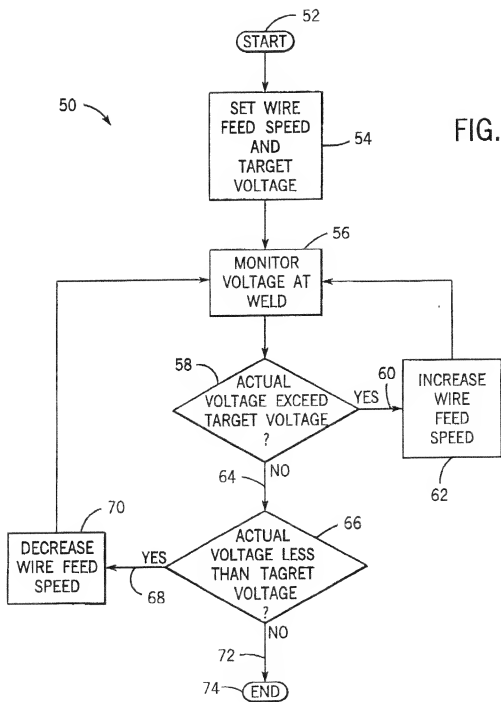 52
START
50
SET WIRE
FEED SPEED
AND
TARGET
VOLTAGE
54
FIG.
56
MONITOR
VOLTAGE AT
WELD
58
ACTUAL
VOLTAGE EXCEED
TARGET VOLTAGE
?
YES
60
INCREASE
WIRE
FEED
SPEED
62
64
NO
70
DECREASE
WIRE FEED
SPEED
YES
68
66
ACTUAL
VOLTAGE LESS
THAN TAGRET
VOLTAGE
?
NO
72
74
END